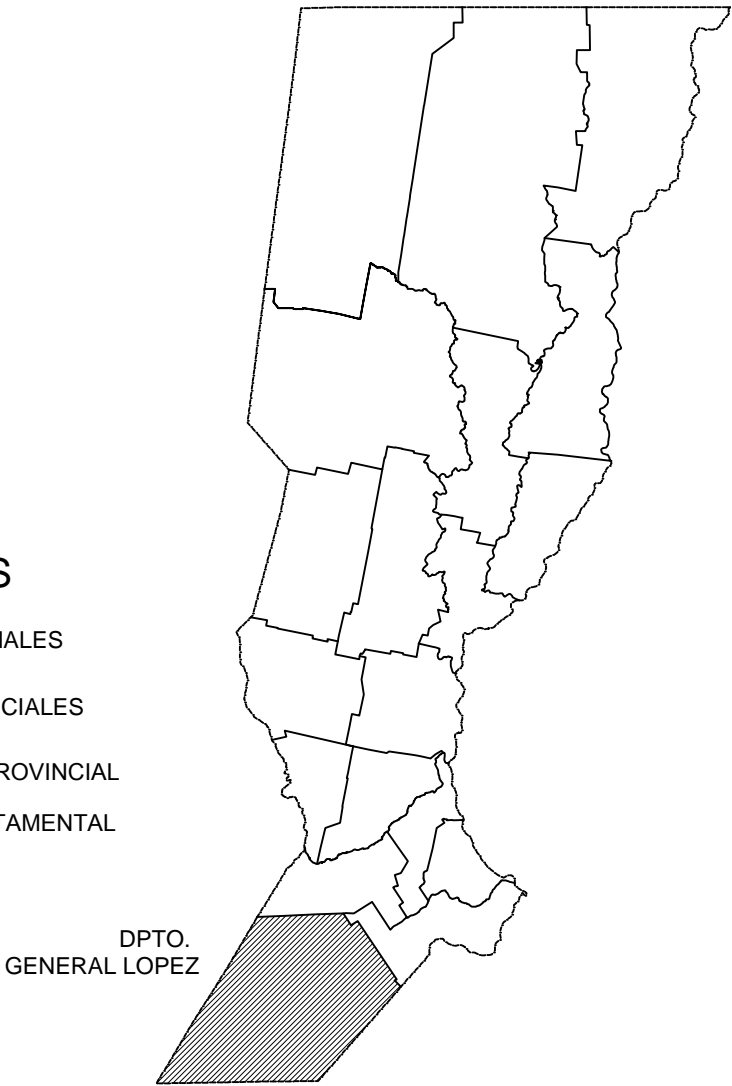 S
IALES
CIALES
ROVINCIAL
TAMENTAL
DPTO.
GENERAL LOPEZ